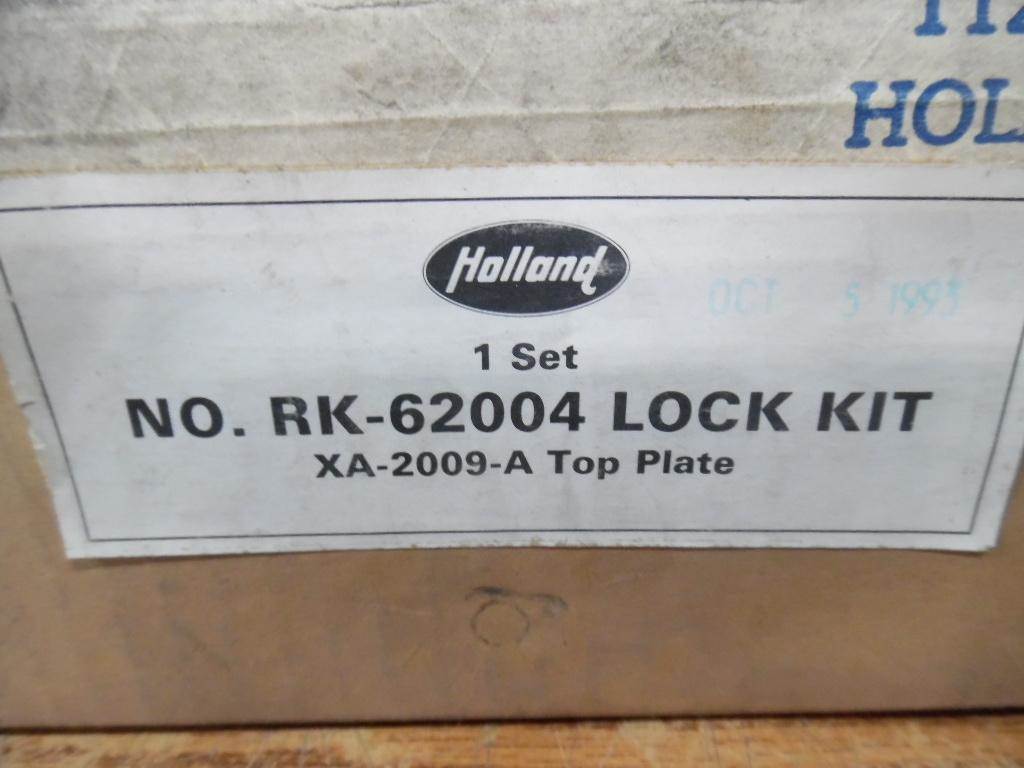 HOL
Holland
OCT 5 1993
1 Set
NO. RK-62004 LOCK KIT
XA-2009-A Top Plate